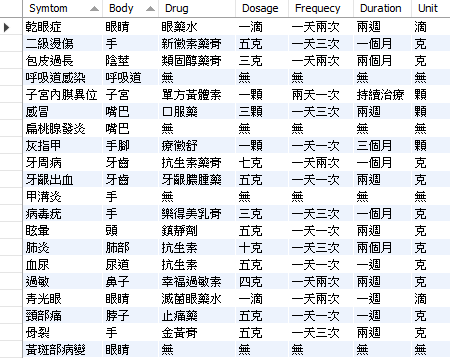 Symtom Body Drug Dosage Frequecy Duration Unit
乾眼症 眼睛 眼藥水 一滴 一天兩次 兩週 滴
二級燙傷 手 新黴素藥膏 五克 一天三次 一個月 克
包皮過長 陰莖 類固醇藥膏 三克 一天兩次 兩個月 克
呼吸道感染 呼吸道 無 無 無 無 無
子宮內膜異位 子宮 單方黃體素 一顆 兩天一次 持續治療 顆
感冒 嘴巴 口服藥 三顆 一天三次 兩週 顆
扁桃腺發炎 嘴巴 無 無 無 無 無
灰指甲 手腳 療黴舒 一顆 一天一次 三個月 顆
牙周病 牙齒 抗生素藥膏 七克 一天兩次 一個月 克
牙齦出血 牙齒 牙齦膿腫藥 五克 一天兩次 兩週 克
甲溝炎 手 無 無 無 無 無
病毒疣 手 樂得美乳膏 三克 一天三次 一個月 克
眩暈 頭 鎮靜劑 五克 一天兩次 兩週 克
肺炎 肺部 抗生素 十克 一天三次 兩個月 克
血尿 尿道 抗生素 五克 一天一次 一週 克
過敏 鼻子 幸福過敏素 四克 一天兩次 一週 克
青光眼 眼睛 滅菌眼藥水 一滴 一天兩次 一週 滴
頸部痛 脖子 止痛藥 五克 一天一次 一週 克
骨裂 手 金黃膏 五克 一天三次 兩週 克
黃斑部病變 眼睛 無 無 無 無 無